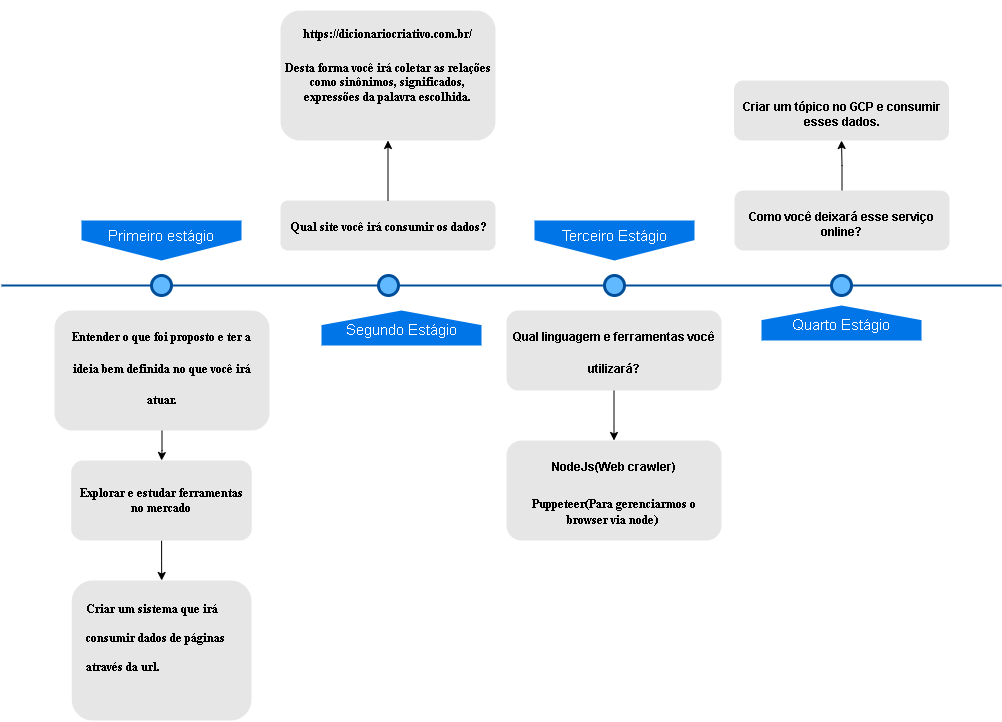 https://dicionariocriativo.com.br/
Desta forma você irá coletar as relações
como sinônimos, significados,
expressões da palavra escolhida.
Criar um tópico no GCP e consumir
esses dados.
Qual site você irá consumir os dados?
Como você deixará esse serviço
online?
Primeiro estágio
Terceiro Estágio
Segundo Estágio
Quarto Estágio
Entender o que foi proposto e ter a
ideia bem definida no que você irá
atuar.
Qual linguagem e ferramentas você
utilizará?
Explorar e estudar ferramentas
no mercado
NodeJs(Web crawler)
Puppeteer(Para gerenciarmos o
browser via node)
Criar um sistema que irá
consumir dados de páginas
através da url.